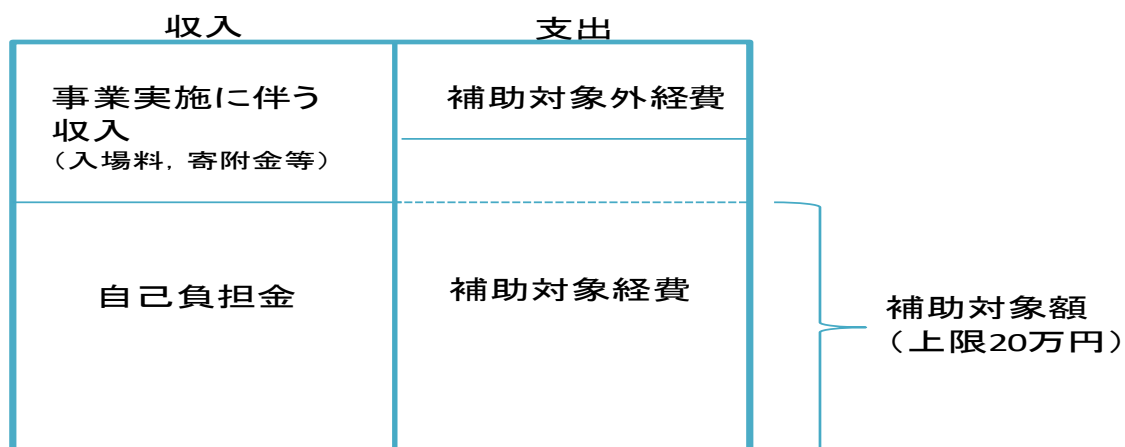 収入
支出
事業実施に伴う
収入
（入場料，寄附金等）
補助対象外経費
自己負担金
補助対象経費
補助対象額
（上限20万円）